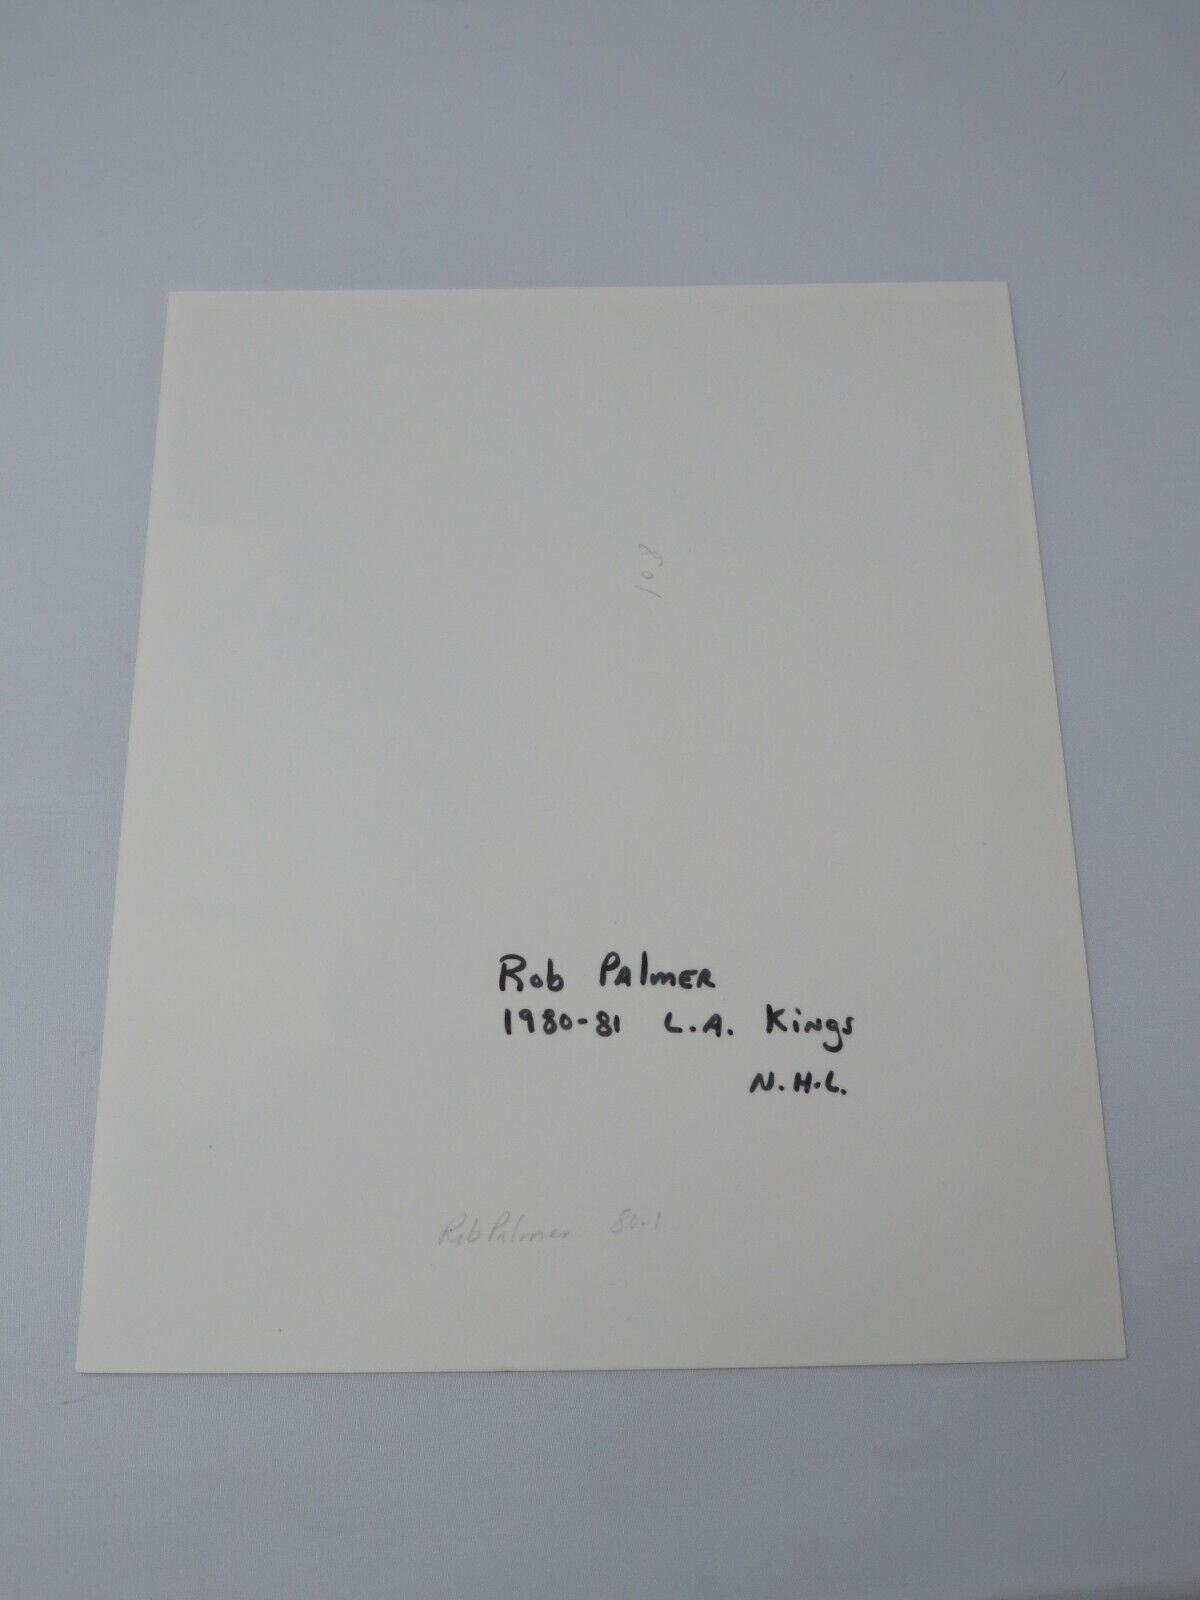 108
Rob Palmer
1980-81 L.A. Kings
N.H.L.
Rob Palmer 80-1